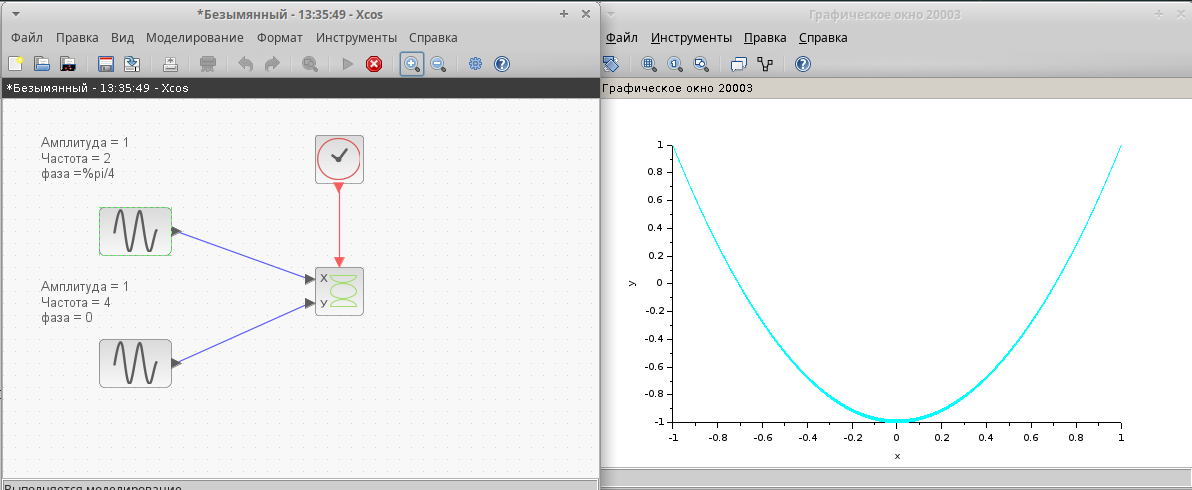 *Безымянный - 13:35:49 - Xcos
Файл Правка Вид Моделирование Формат Инструменты Справка
*Безымянный - 13:35:49 - Xcos
Амплитуда = 1
Частота = 2
фаза =%pi/4
X
Y
Амплитуда = 1
Частота = 4
фаза = 0
Выполняется моделирование
Графическое окно 20003
Файл Инструменты Правка Справка
Графическое окно 20003
1
0.8
0.6
0.4
0.2
0
-0.2
-0.4
-0.6
-0.8
-1
y
-1 -0.8 -0.6 -0.4 -0.2 0 0.2 0.4 0.6 0.8 1
x